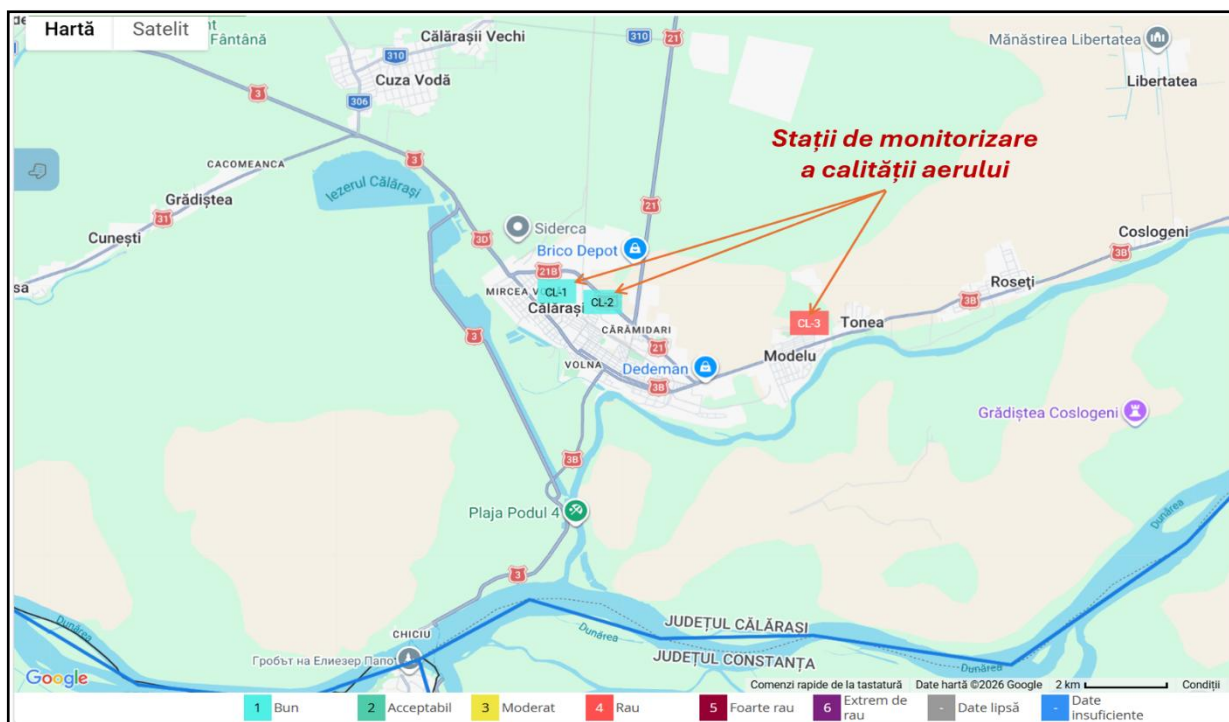 Hartă Satelit
Fântână
Călărașii Vechi
310
21
310
Cuza Vodă
Mănăstirea Libertatea
Libertatea
3
306
Stații de monitorizare
a calității aerului
CACOMEANCA
3
Iezerul Călărași
Grădiștea
31
Cunești
21
Siderca
3D
Brico Depot
Coslogeni
3B
21B
Roseți
MIRCEA V
CL-1
CL-2
Călărași
3B
CL-3
Tonea
CĂRĂMIDARI
3
21
Modelu
VOLNA
Dedeman
3B
Grădiștea Coslogeni
3B
Plaja Podul 4
Dunărea
3
Dunărea
JUDEȚUL CĂLĂRAȘI
CHICIU
JUDEȚUL CONSTANȚA
Dunărea
Dunărea
Гробът на Елиезер Папо
Google
Comenzi rapide de la tastatură Date hartă ©2026 Google 2 km Condiții
1 Bun 2 Acceptabil 3 Moderat 4 Rau 5 Foarte rau 6 Extrem de rau - Date lipsă - Date insuficiente